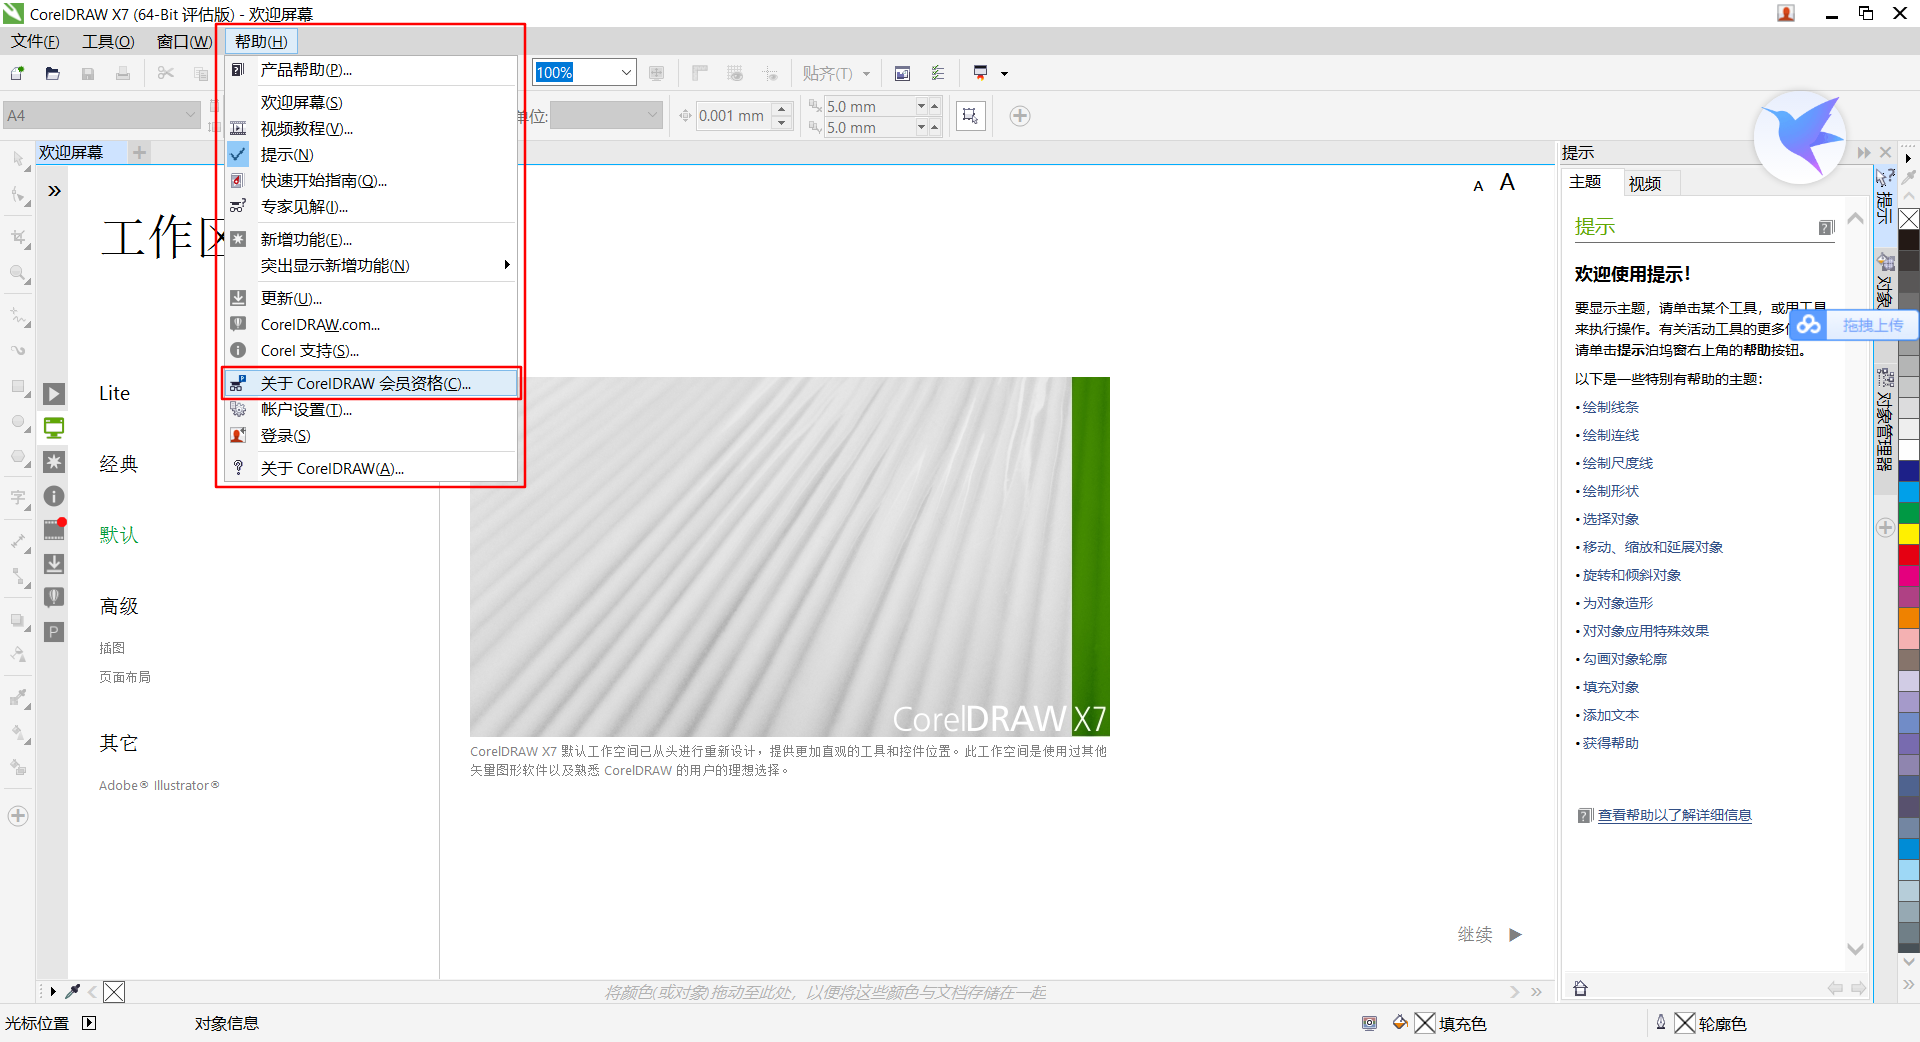 CorelDRAW X7 (64-Bit 评估版) - 欢迎屏幕
文件(F) 工具(O) 窗口(W) 帮助(H)
100%
贴齐(T)
A4
单位:
0.001 mm
5.0 mm
5.0 mm
欢迎屏幕
产品帮助(P)...
欢迎屏幕(S)
视频教程(V)...
提示(N)
快速开始指南(Q)...
专家见解(I)...
新增功能(E)...
突出显示新增功能(N)
更新(U)...
CorelDRAW.com...
Corel 支持(S)...
关于 CorelDRAW 会员资格(C)...
帐户设置(T)...
登录(S)
关于 CorelDRAW(A)...
工作区
A A
Lite
经典
默认
高级
插图
页面布局
其它
Adobe® Illustrator®
CorelDRAW X7
CorelDRAW X7 默认工作空间已从头进行重新设计，提供更加直观的工具和控件位置。此工作空间是使用过其他
矢量图形软件以及熟悉 CorelDRAW 的用户的理想选择。
继续
提示
主题 视频
提示
欢迎使用提示！
要显示主题，请单击某个工具，或用工具
来执行操作。有关活动工具的更多
请单击提示泊坞窗右上角的帮助按钮。
以下是一些特别有帮助的主题：
•绘制线条
•绘制连线
•绘制尺度线
•绘制形状
•选择对象
•移动、缩放和延展对象
•旋转和倾斜对象
•为对象造形
•对对象应用特殊效果
•勾画对象轮廓
•填充对象
•添加文本
•获得帮助
查看帮助以了解详细信息
拖拽上传
提示
对象
对象管理器
将颜色(或对象)拖动至此处，以便将这些颜色与文档存储在一起
光标位置
对象信息
填充色
轮廓色